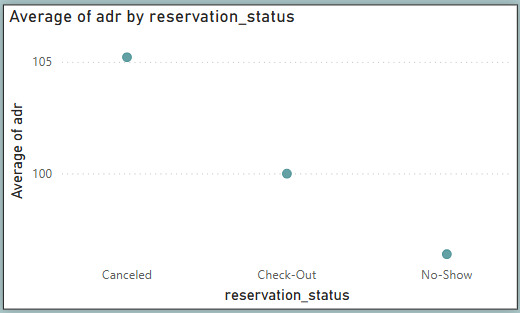 Average of adr by reservation_status
105
100
Average of adr
Canceled
Check-Out
No-Show
reservation_status